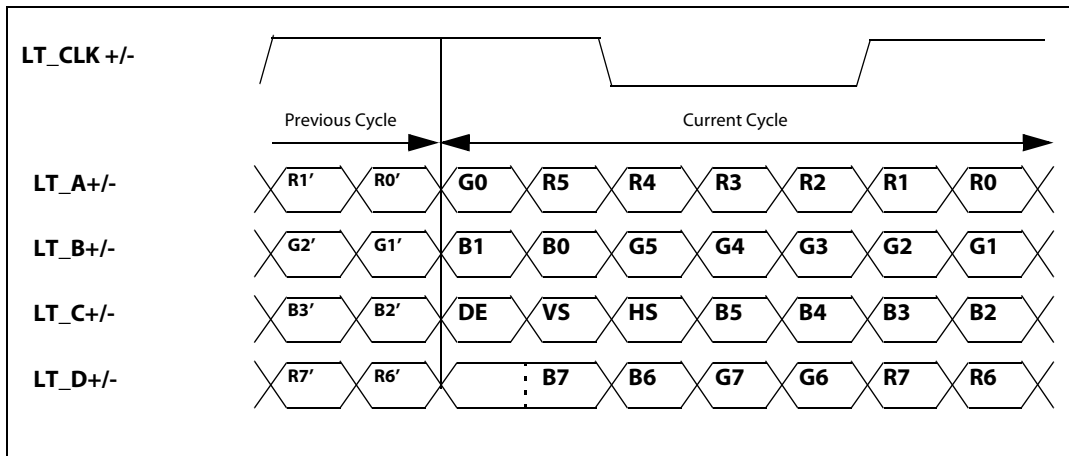 LT_CLK +/-
Previous Cycle Current Cycle
LT_A+/- R1′ R0′ G0 R5 R4 R3 R2 R1 R0
LT_B+/- G2′ G1′ B1 B0 G5 G4 G3 G2 G1
LT_C+/- B3′ B2′ DE VS HS B5 B4 B3 B2
LT_D+/- R7′ R6′ B7 B6 G7 G6 R7 R6